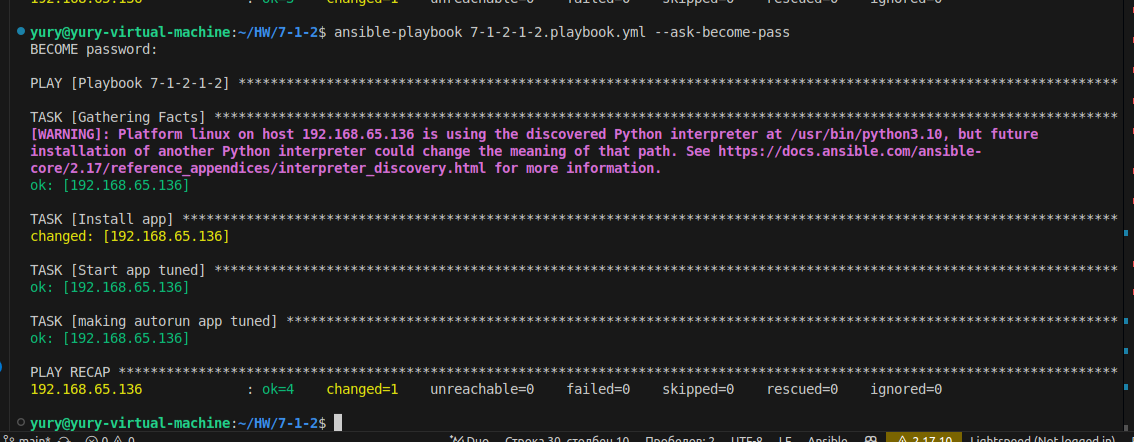 192.168.65.136             : ok=3    changed=1    unreachable=0    failed=0    skipped=0    rescued=0    ignored=0
yury@yury-virtual-machine:~/HW/7-1-2$ ansible-playbook 7-1-2-1-2.playbook.yml --ask-become-pass
BECOME password:
PLAY [Playbook 7-1-2-1-2] **************************************************************************************************************
TASK [Gathering Facts] *****************************************************************************************************************
[WARNING]: Platform linux on host 192.168.65.136 is using the discovered Python interpreter at /usr/bin/python3.10, but future
installation of another Python interpreter could change the meaning of that path. See https://docs.ansible.com/ansible-
core/2.17/reference_appendices/interpreter_discovery.html for more information.
ok: [192.168.65.136]
TASK [Install app] *********************************************************************************************************************
changed: [192.168.65.136]
TASK [Start app tuned] *****************************************************************************************************************
ok: [192.168.65.136]
TASK [making autorun app tuned] ********************************************************************************************************
ok: [192.168.65.136]
PLAY RECAP *****************************************************************************************************************************
192.168.65.136             : ok=4    changed=1    unreachable=0    failed=0    skipped=0    rescued=0    ignored=0
yury@yury-virtual-machine:~/HW/7-1-2$
main* 0 0 Duo Строка 30, столбец 10 Пробелов: 2 UTF-8 LF Ansible 2.17.10 Lightspeed (Not logged in)